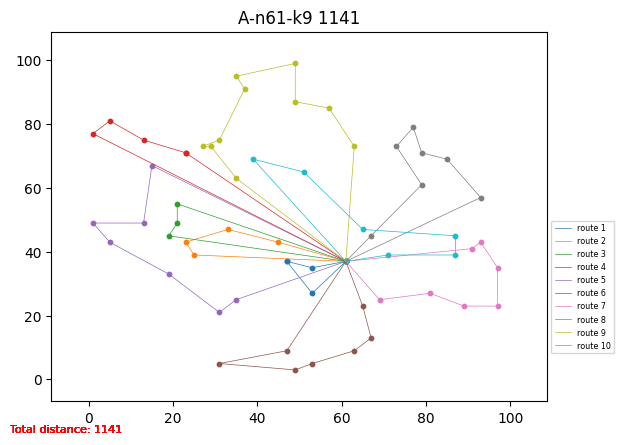 A-n61-k9 1141
100
80
60
40
20
0
0 20 40 60 80 100
route 1
route 2
route 3
route 4
route 5
route 6
route 7
route 8
route 9
route 10
Total distance: 1141